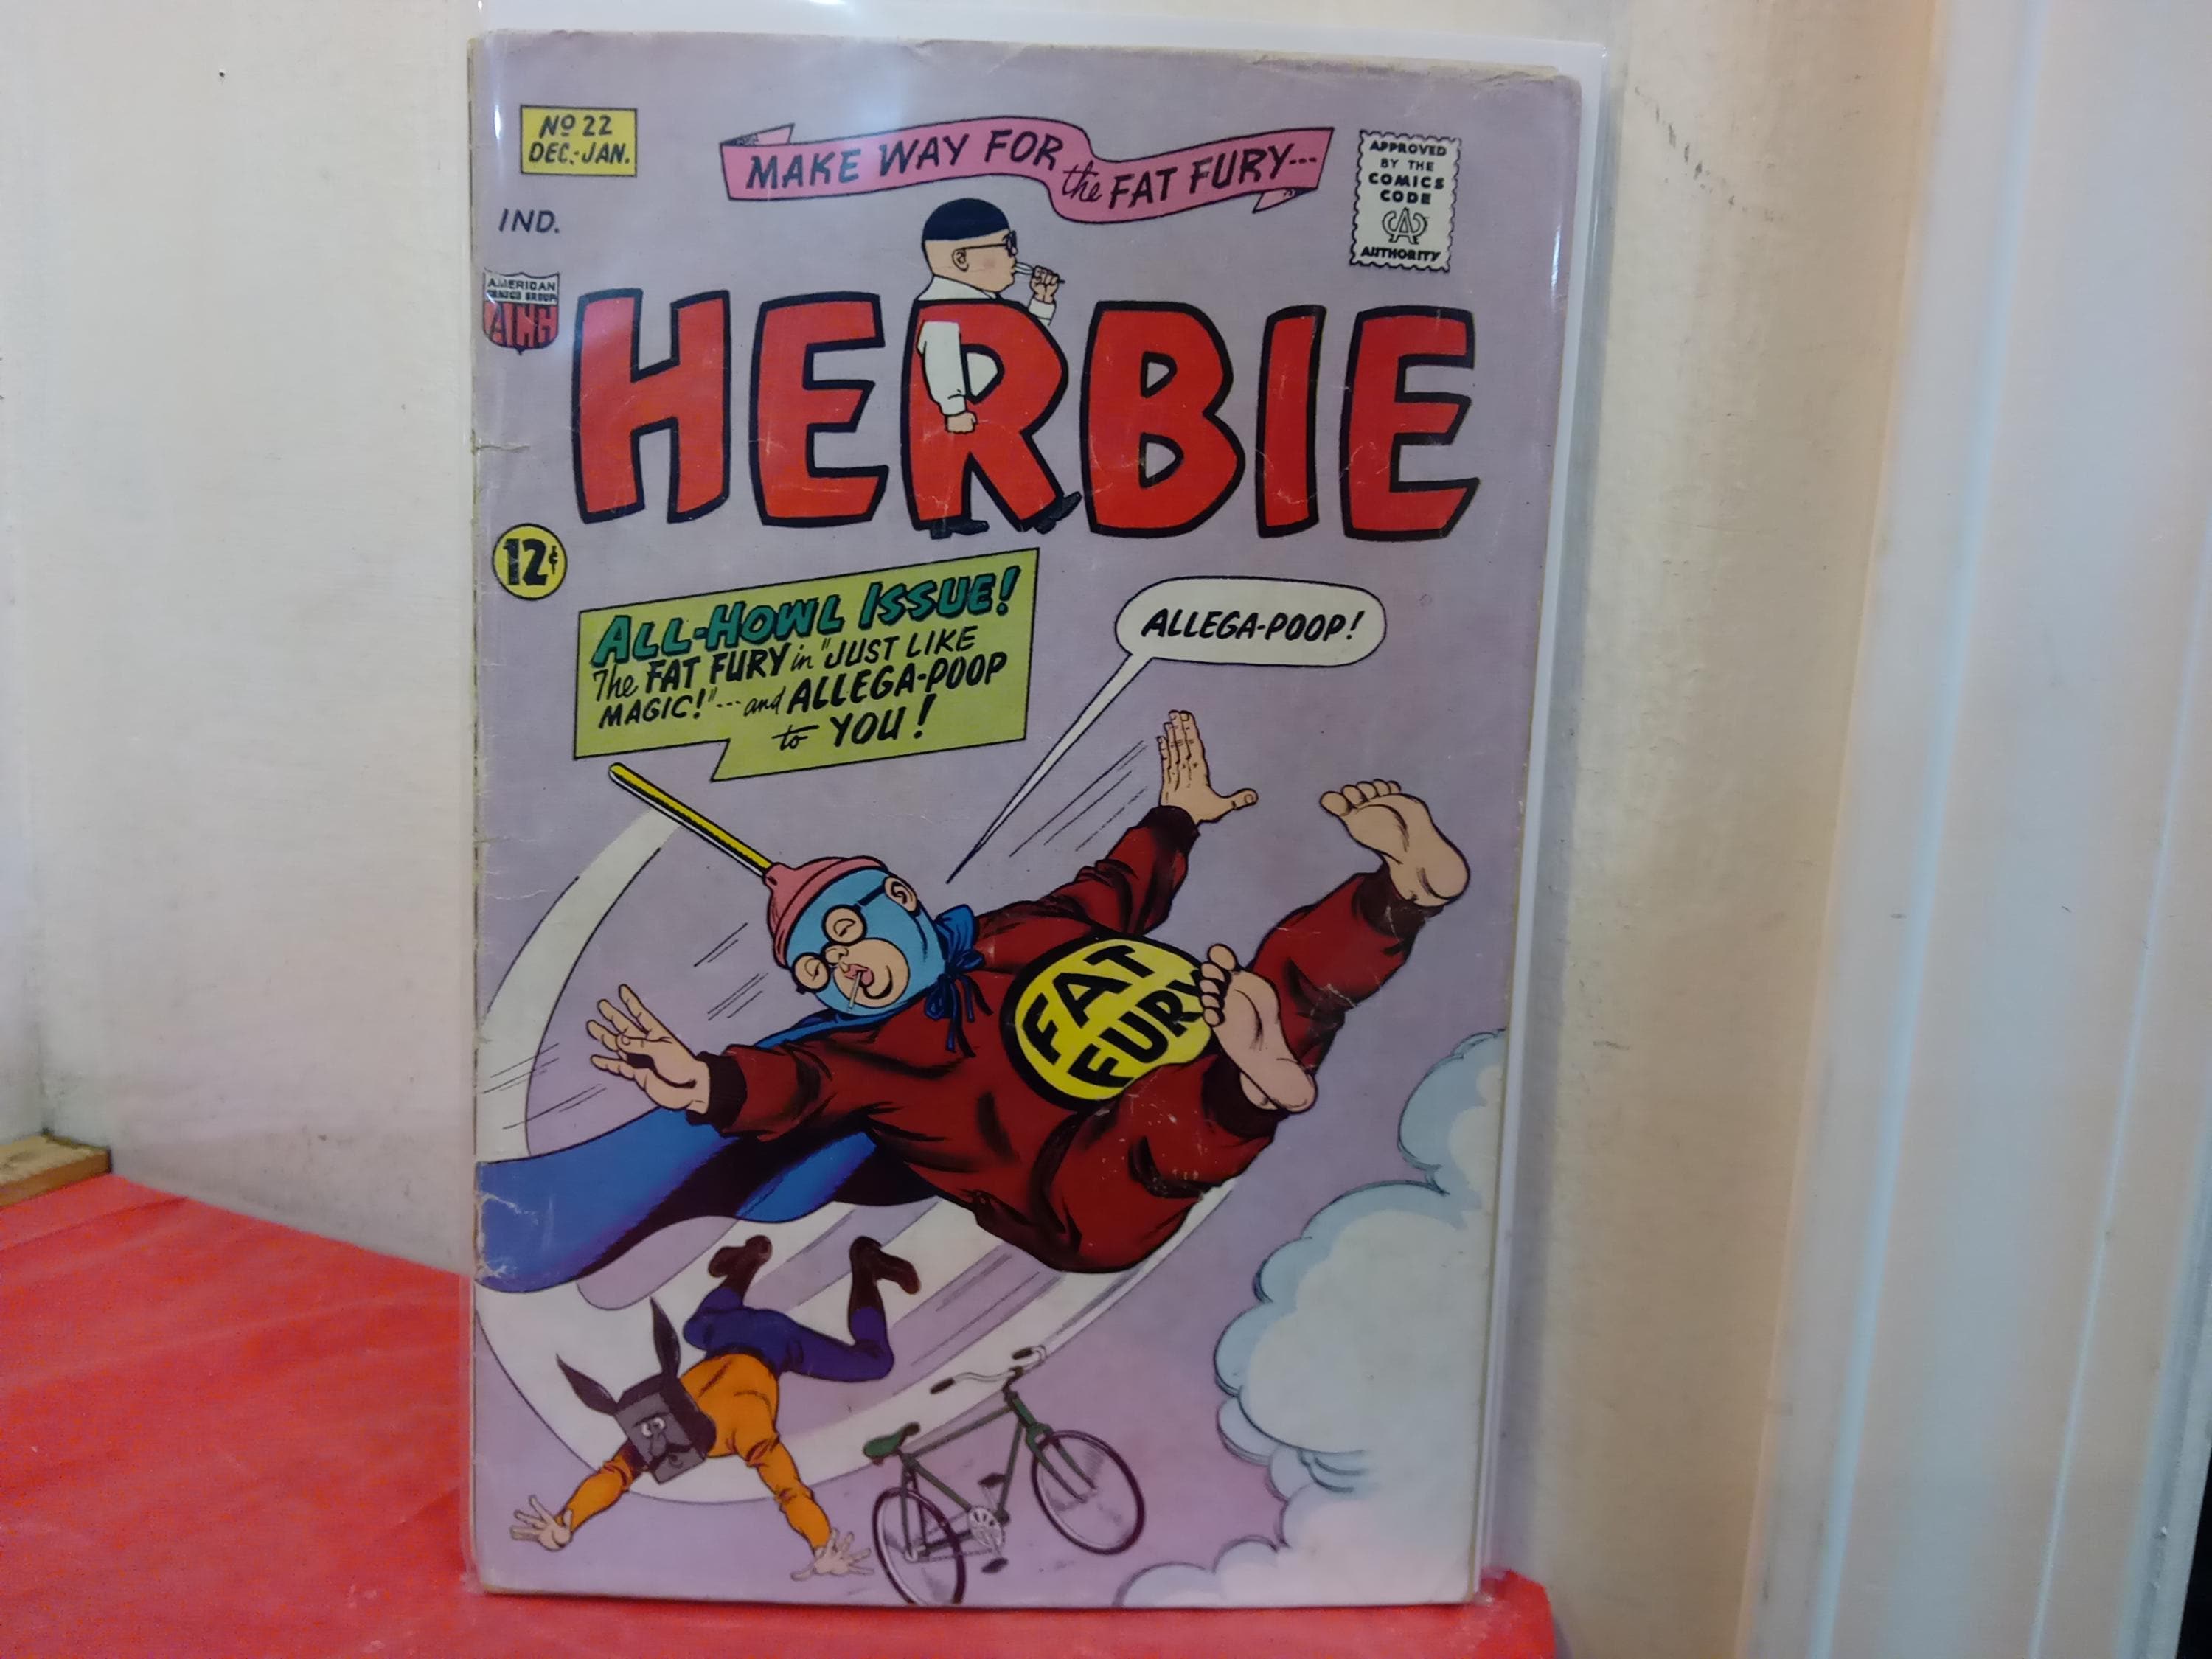 Nº 22
DEC.-JAN.
MAKE WAY FOR the FAT FURY---
APPROVED
BY THE
COMICS
CODE
CA
AUTHORITY
IND.
AMERICAN
COMICS GROUP
ACG
HERBIE
12¢
ALL-HOWL ISSUE!
The FAT FURY in "JUST LIKE
MAGIC!"--- and ALLEGA-POOP
to YOU!
ALLEGA-POOP!
FAT
FURY